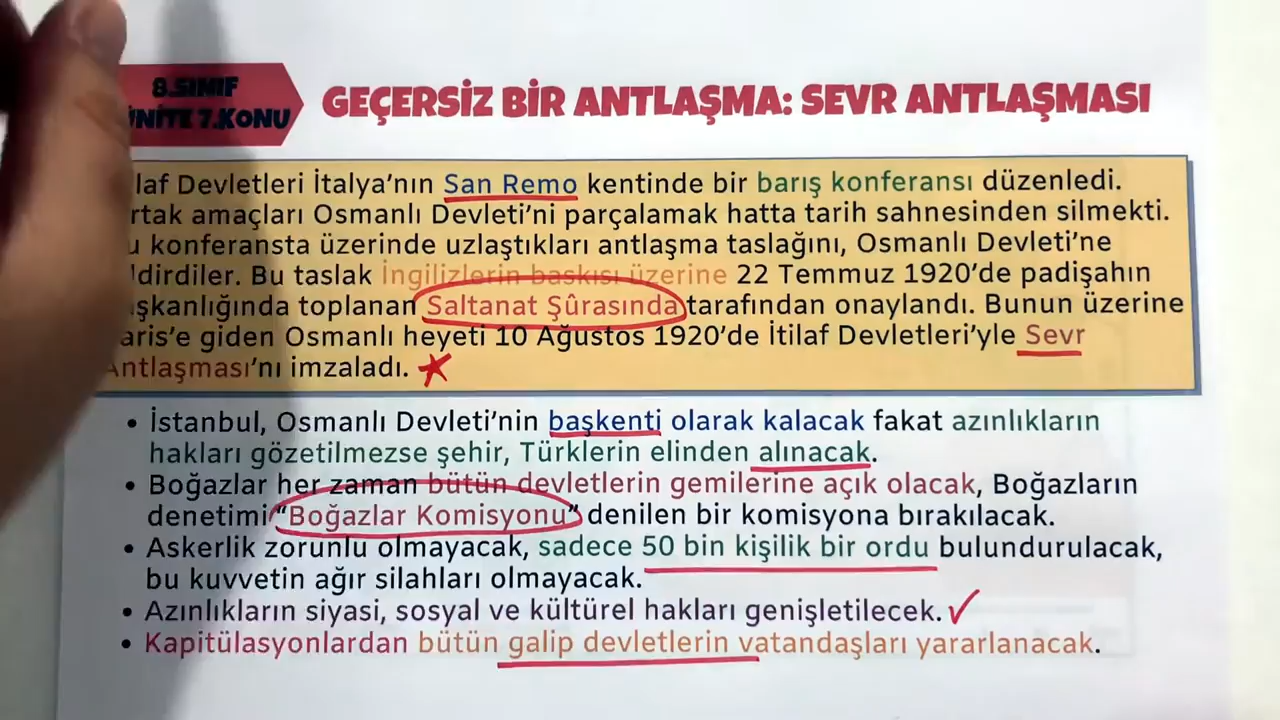 8.SINIF
ÜNİTE 7.KONU
GEÇERSİZ BİR ANTLAŞMA: SEVR ANTLAŞMASI
laf Devletleri İtalya'nın San Remo kentinde bir barış konferansı düzenledi.
rtak amaçları Osmanlı Devleti'ni parçalamak hatta tarih sahnesinden silmekti.
u konferansta üzerinde uzlaştıkları antlaşma taslağını, Osmanlı Devleti'ne
ldirdiler. Bu taslak İngilizlerin baskısı üzerine 22 Temmuz 1920'de padişahın
şkanlığında toplanan Saltanat Şûrasında tarafından onaylandı. Bunun üzerine
aris'e giden Osmanlı heyeti 10 Ağustos 1920'de İtilaf Devletleri'yle Sevr
Antlaşması'nı imzaladı.
• İstanbul, Osmanlı Devleti'nin başkenti olarak kalacak fakat azınlıkların
hakları gözetilmezse şehir, Türklerin elinden alınacak.
• Boğazlar her zaman bütün devletlerin gemilerine açık olacak, Boğazların
denetimi "Boğazlar Komisyonu" denilen bir komisyona bırakılacak.
• Askerlik zorunlu olmayacak, sadece 50 bin kişilik bir ordu bulundurulacak,
bu kuvvetin ağır silahları olmayacak.
• Azınlıkların siyasi, sosyal ve kültürel hakları genişletilecek.
• Kapitülasyonlardan bütün galip devletlerin vatandaşları yararlanacak.